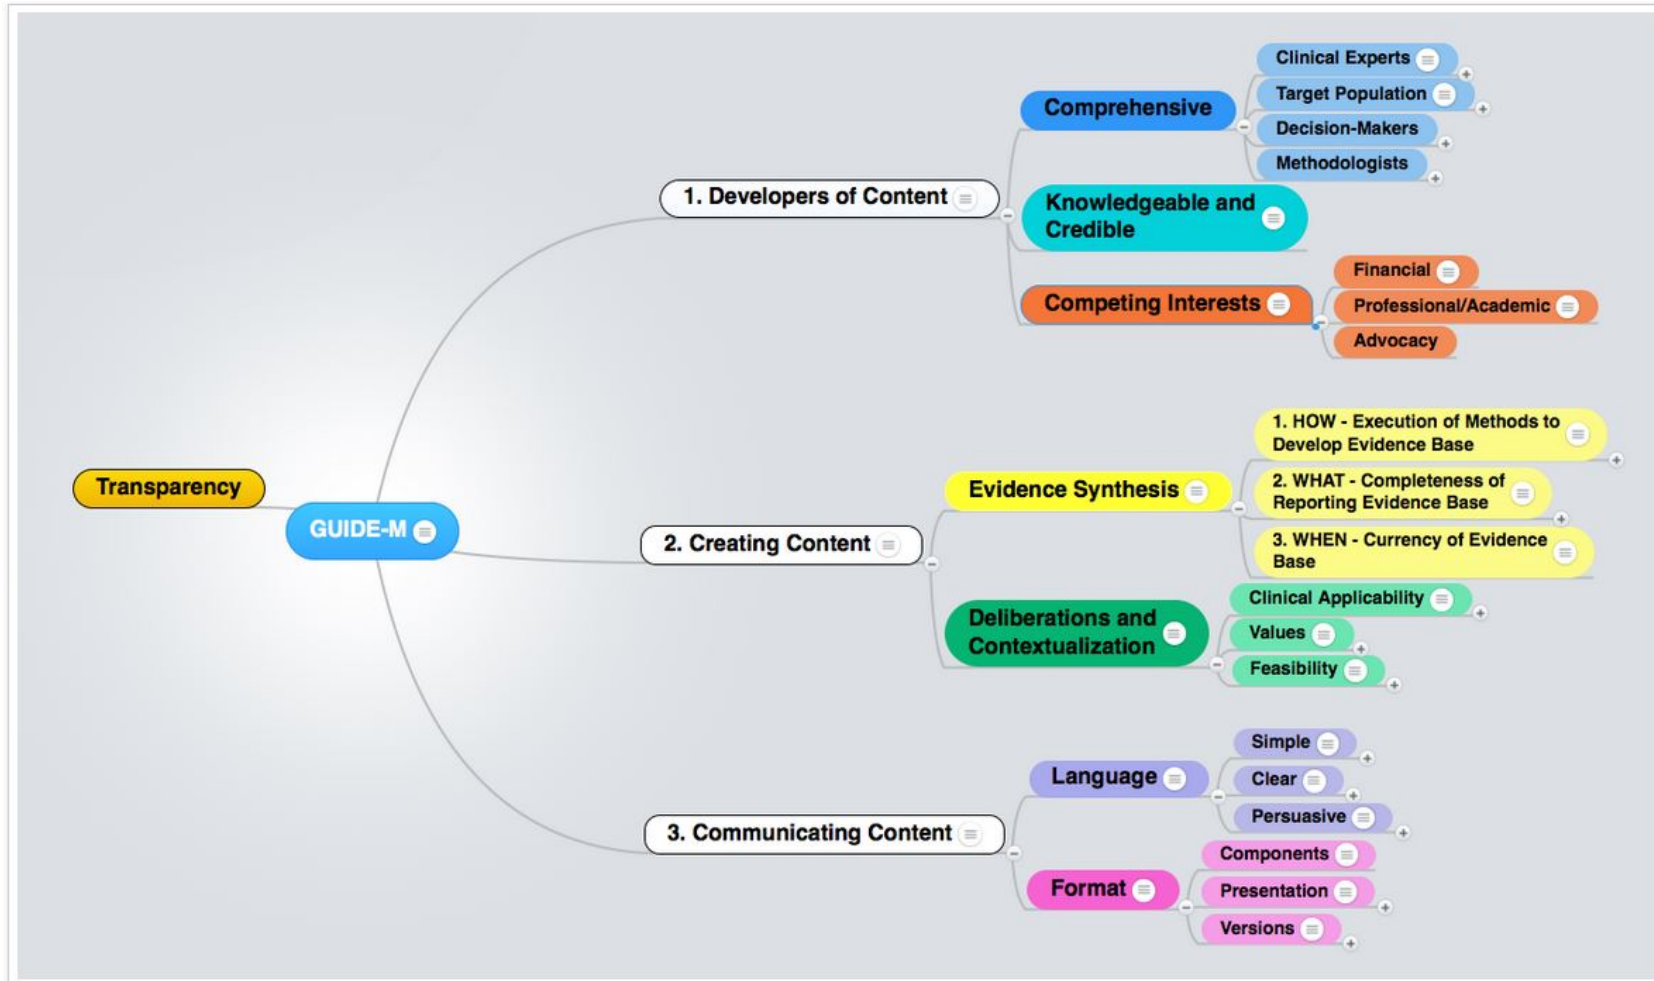 Transparency
GUIDE-M
1. Developers of Content
Comprehensive
Clinical Experts
Target Population
Decision-Makers
Methodologists
Knowledgeable and
Credible
Competing Interests
Financial
Professional/Academic
Advocacy
2. Creating Content
Evidence Synthesis
1. HOW - Execution of Methods to
Develop Evidence Base
2. WHAT - Completeness of
Reporting Evidence Base
3. WHEN - Currency of Evidence
Base
Deliberations and
Contextualization
Clinical Applicability
Values
Feasibility
3. Communicating Content
Language
Simple
Clear
Persuasive
Format
Components
Presentation
Versions